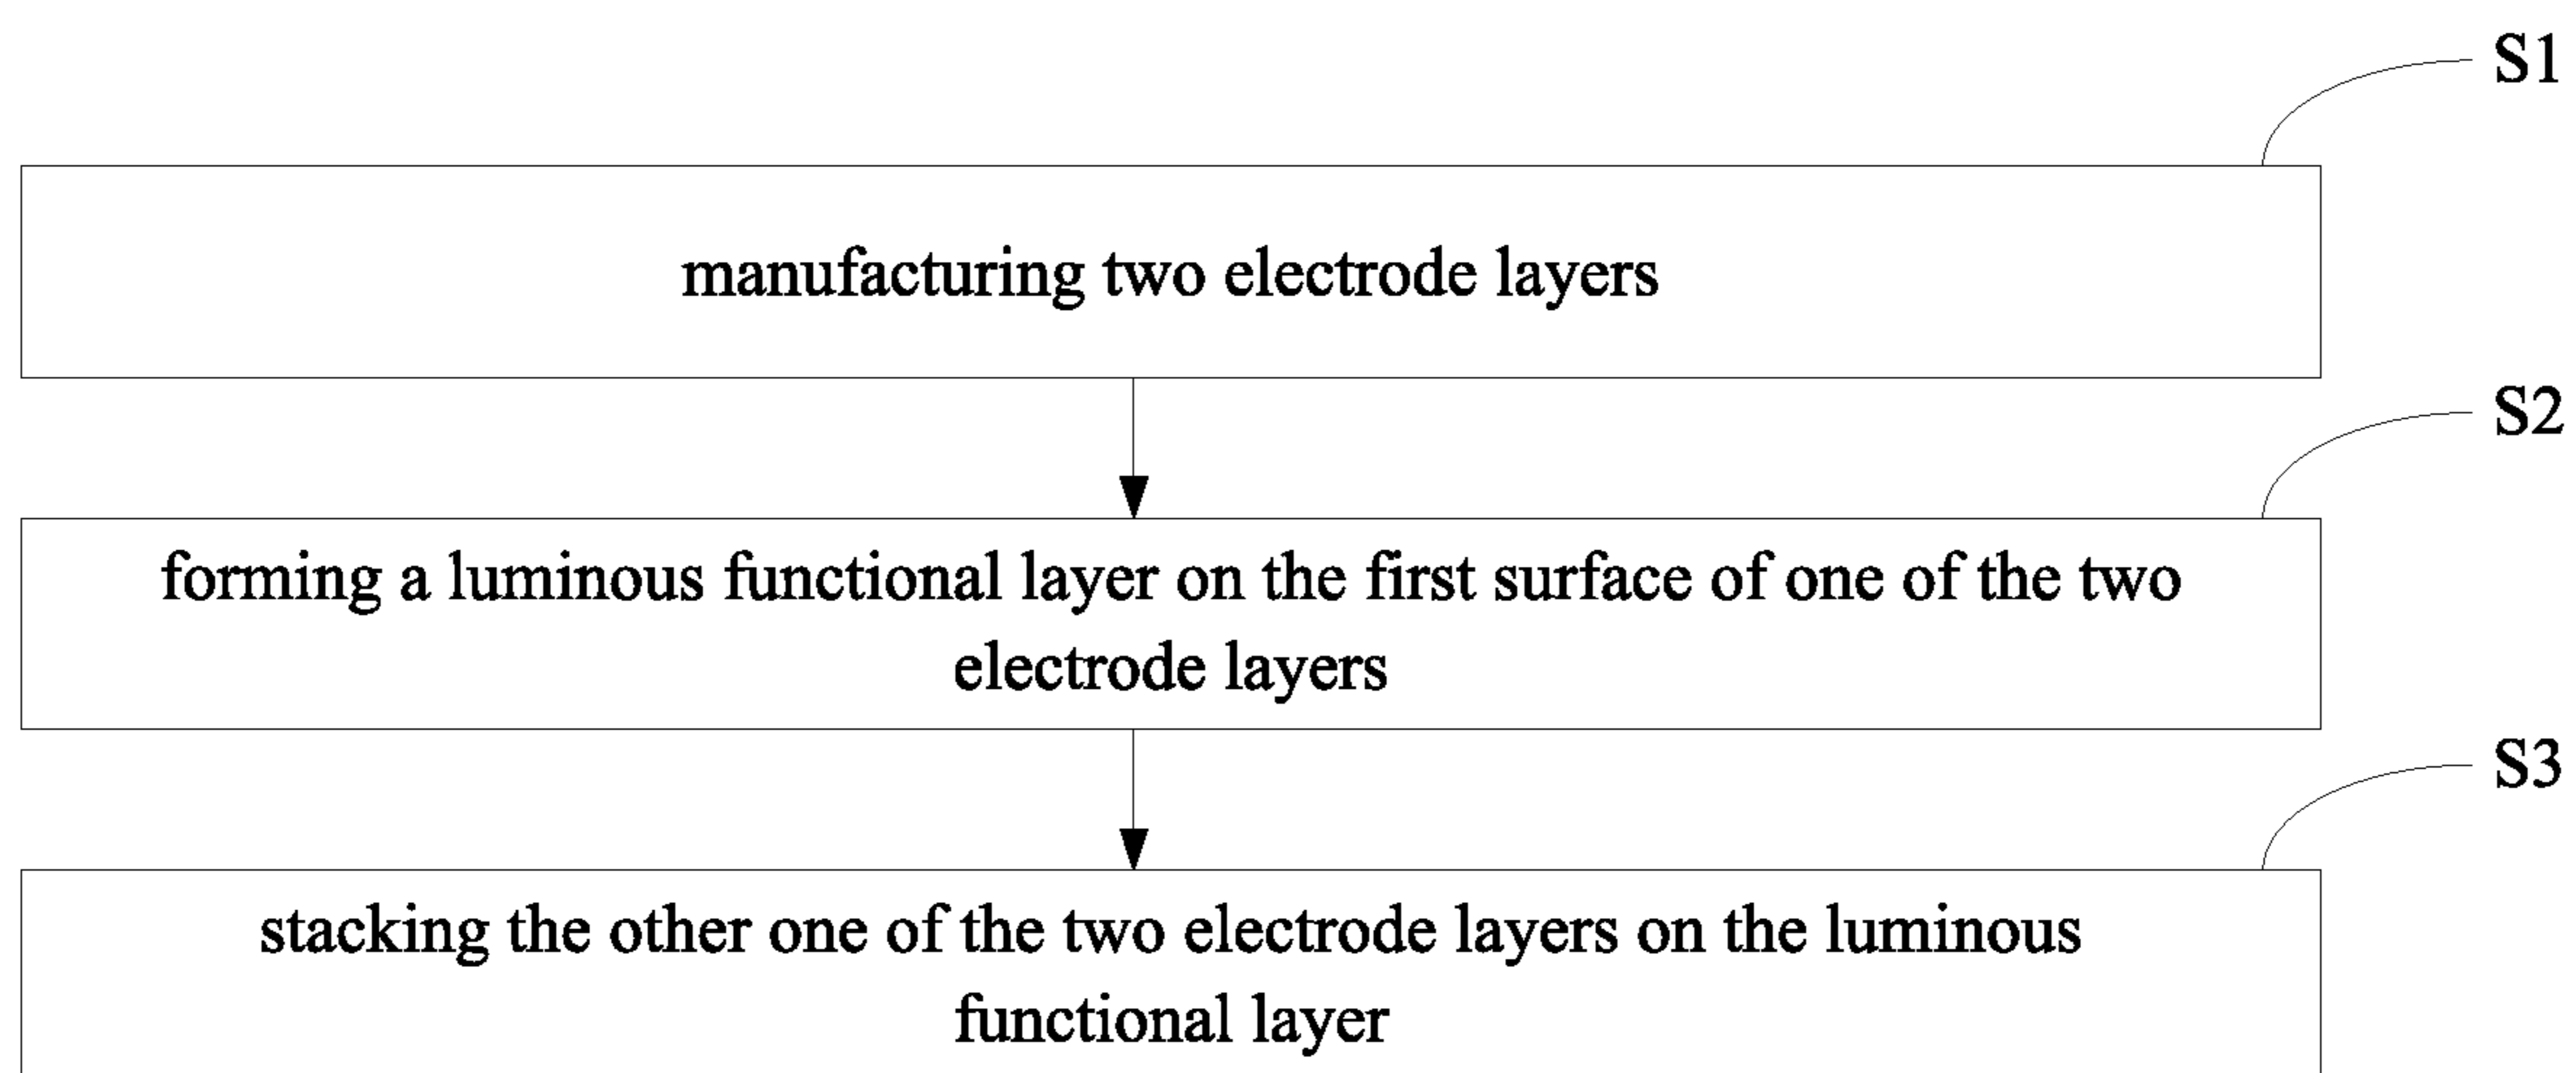 S1
manufacturing two electrode layers
S2
forming a luminous functional layer on the first surface of one of the two
electrode layers
S3
stacking the other one of the two electrode layers on the luminous
functional layer